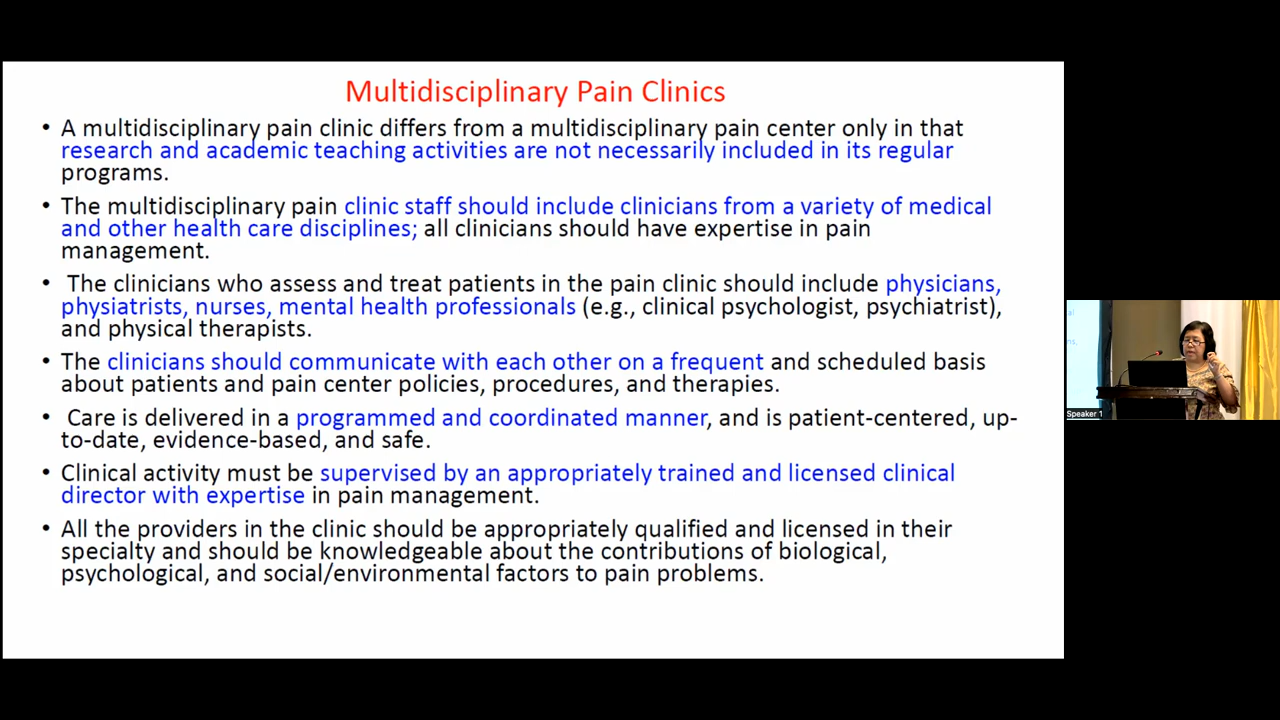 Multidisciplinary Pain Clinics
• A multidisciplinary pain clinic differs from a multidisciplinary pain center only in that
research and academic teaching activities are not necessarily included in its regular
programs.
• The multidisciplinary pain clinic staff should include clinicians from a variety of medical
and other health care disciplines; all clinicians should have expertise in pain
management.
• The clinicians who assess and treat patients in the pain clinic should include physicians,
physiatrists, nurses, mental health professionals (e.g., clinical psychologist, psychiatrist),
and physical therapists.
• The clinicians should communicate with each other on a frequent and scheduled basis
about patients and pain center policies, procedures, and therapies.
• Care is delivered in a programmed and coordinated manner, and is patient-centered, up-
to-date, evidence-based, and safe.
• Clinical activity must be supervised by an appropriately trained and licensed clinical
director with expertise in pain management.
• All the providers in the clinic should be appropriately qualified and licensed in their
specialty and should be knowledgeable about the contributions of biological,
psychological, and social/environmental factors to pain problems.
Speaker 1